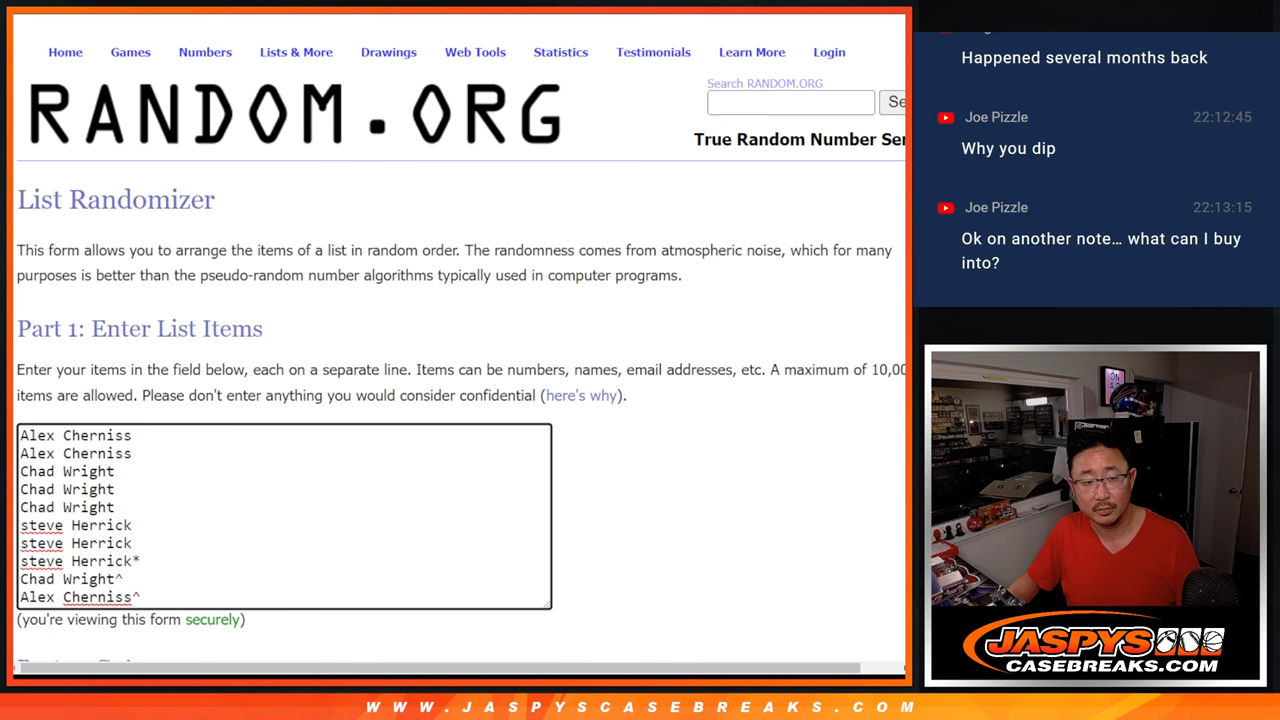 Home Games Numbers Lists & More Drawings Web Tools Statistics Testimonials Learn More Login
Search RANDOM.ORG
RANDOM.ORG
Se
True Random Number Ser
List Randomizer
This form allows you to arrange the items of a list in random order. The randomness comes from atmospheric noise, which for many
purposes is better than the pseudo-random number algorithms typically used in computer programs.
Part 1: Enter List Items
Enter your items in the field below, each on a separate line. Items can be numbers, names, email addresses, etc. A maximum of 10,00
items are allowed. Please don't enter anything you would consider confidential (here's why).
Alex Cherniss
Alex Cherniss
Chad Wright
Chad Wright
Chad Wright
steve Herrick
steve Herrick
steve Herrick*
Chad Wright^
Alex Cherniss^
(you're viewing this form securely)
Happened several months back
Joe Pizzle 22:12:45
Why you dip
Joe Pizzle 22:13:15
Ok on another note… what can I buy
into?
ON
JASPYS
CASEBREAKS.COM
WWW.JASPYSCASEBREAKS.COM